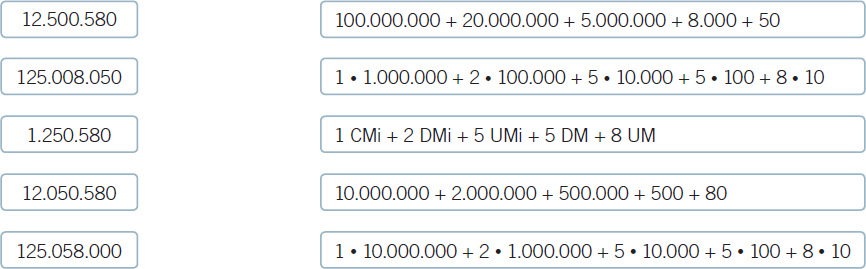 12.500.580 100.000.000 + 20.000.000 + 5.000.000 + 8.000 + 50
125.008.050 1 • 1.000.000 + 2 • 100.000 + 5 • 10.000 + 5 • 100 + 8 • 10
1.250.580 1 CMi + 2 DMi + 5 UMi + 5 DM + 8 UM
12.050.580 10.000.000 + 2.000.000 + 500.000 + 500 + 80
125.058.000 1 • 10.000.000 + 2 • 1.000.000 + 5 • 10.000 + 5 • 100 + 8 • 10